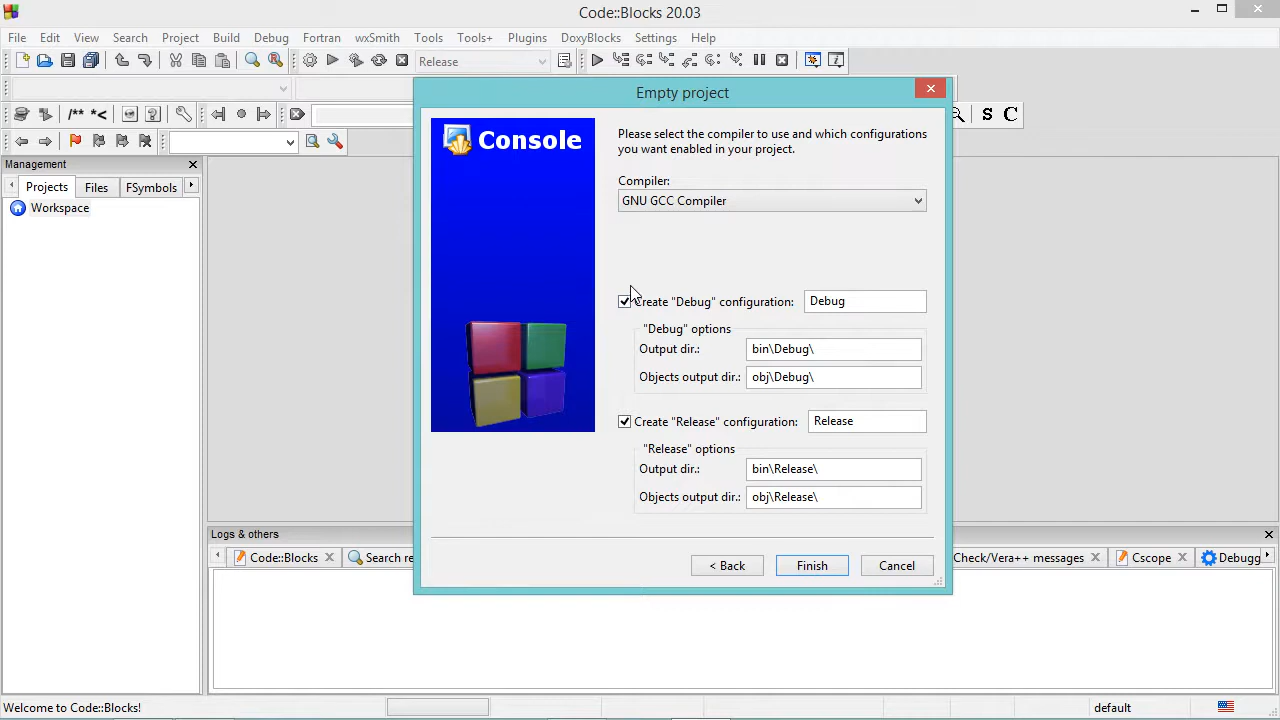 Code::Blocks 20.03
File Edit View Search Project Build Debug Fortran wxSmith Tools Tools+ Plugins DoxyBlocks Settings Help
Release
/** *<
S C
Management
Projects Files FSymbols
Workspace
Empty project
Console
Please select the compiler to use and which configurations
you want enabled in your project.
Compiler:
GNU GCC Compiler
Create "Debug" configuration: Debug
"Debug" options
Output dir.: bin\Debug\
Objects output dir.: obj\Debug\
Create "Release" configuration: Release
"Release" options
Output dir.: bin\Release\
Objects output dir.: obj\Release\
< Back Finish Cancel
Logs & others
Code::Blocks Search re Check/Vera++ messages Cscope Debugg
Welcome to Code::Blocks! default